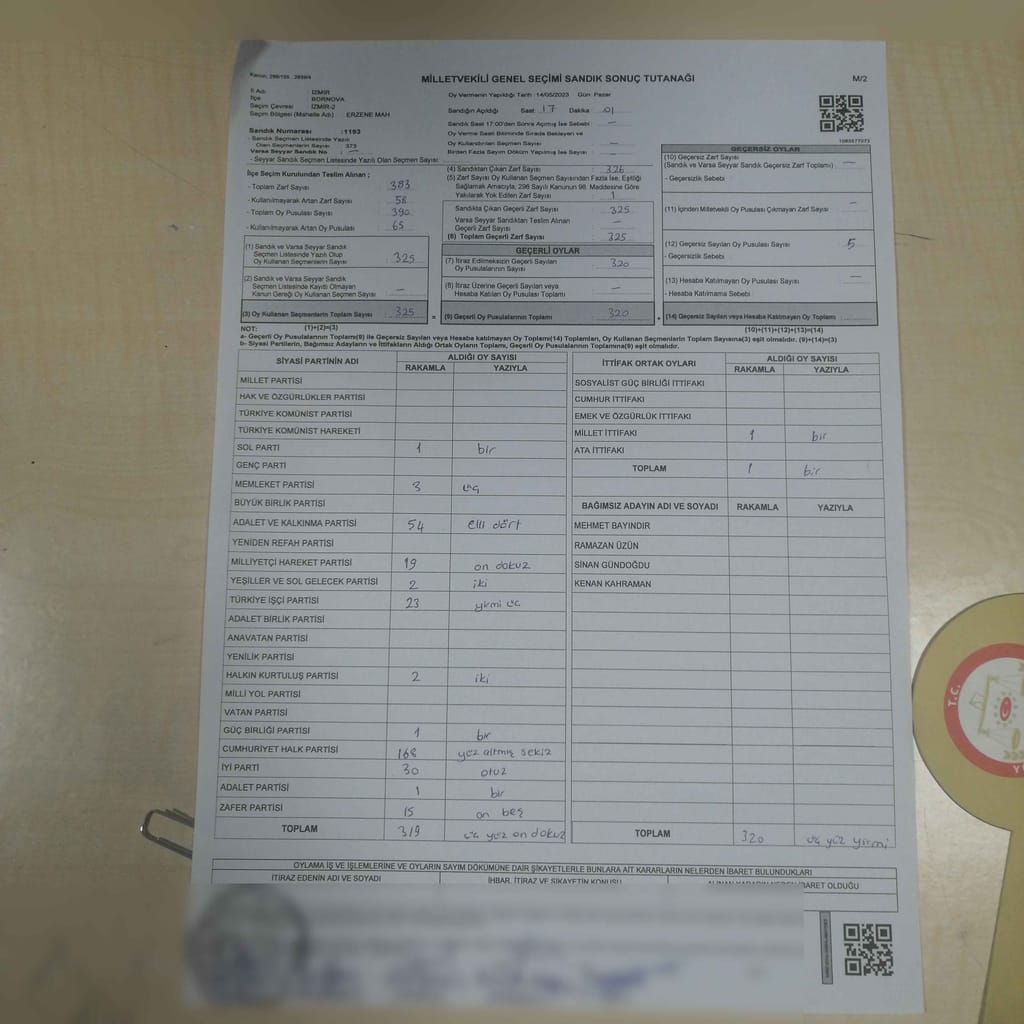 Kanun, 298/105 , 2839/4
MİLLETVEKİLİ GENEL SEÇİMİ SANDIK SONUÇ TUTANAĞI
M/2
İl Adı : İZMİR
İlçe : BORNOVA
Seçim Çevresi : İZMİR-2
Seçim Bölgesi (Mahalle Adı) : ERZENE MAH
Oy Vermenin Yapıldığı Tarih : 14/05/2023 Gün: Pazar
Sandığın Açıldığı Saat : 17 Dakika : 01
Sandık Saat 17:00'den Sonra Açılmış İse Sebebi : —
Oy Verme Saati Bitiminde Sırada Bekleyen ve
Oy Kullandırılan Seçmen Sayısı : —
Birden Fazla Sayım Döküm Yapılmış İse Sayısı : —
Sandık Numarası : 1193
- Sandık Seçmen Listesinde Yazılı
Olan Seçmenlerin Sayısı : 373
Varsa Seyyar Sandık No : —
- Seyyar Sandık Seçmen Listesinde Yazılı Olan Seçmen Sayısı :
İlçe Seçim Kurulundan Teslim Alınan ;
- Toplam Zarf Sayısı : 383
- Kullanılmayarak Artan Zarf Sayısı : 58
- Toplam Oy Pusulası Sayısı : 390
- Kullanılmayarak Artan Oy Pusulası : 65
(1) Sandık ve Varsa Seyyar Sandık
Seçmen Listesinde Yazılı Olup
Oy Kullanan Seçmenlerin Sayısı : 325
(2) Sandık ve Varsa Seyyar Sandık
Seçmen Listesinde Kayıtlı Olmayan
Kanun Gereği Oy Kullanan Seçmen Sayısı : —
(3) Oy Kullanan Seçmenlerin Toplam Sayısı : 325 =
(4) Sandıktan Çıkan Zarf Sayısı : 326
(5) Zarf Sayısı Oy Kullanan Seçmen Sayısından Fazla İse, Eşitliği
Sağlamak Amacıyla, 298 Sayılı Kanunun 98. Maddesine Göre
Yakılarak Yok Edilen Zarf Sayısı : 1
Sandıkta Çıkan Geçerli Zarf Sayısı : 325
Varsa Seyyar Sandıktan Teslim Alınan
Geçerli Zarf Sayısı : —
(6) Toplam Geçerli Zarf Sayısı : 325
GEÇERLİ OYLAR
(7) İtiraz Edilmeksizin Geçerli Sayılan
Oy Pusulalarının Sayısı : 320
(8) İtiraz Üzerine Geçerli Sayılan veya
Hesaba Katılan Oy Pusulası Toplamı : —
(9) Geçerli Oy Pusulalarının Toplamı : 320 +
GEÇERSİZ OYLAR
(10) Geçersiz Zarf Sayısı
(Sandık ve Varsa Seyyar Sandık Geçersiz Zarf Toplamı) : —
- Geçersizlik Sebebi :
(11) İçinden Milletvekili Oy Pusulası Çıkmayan Zarf Sayısı : —
(12) Geçersiz Sayılan Oy Pusulası Sayısı : 5
- Geçersizlik Sebebi :
(13) Hesaba Katılmayan Oy Pusulası Sayısı : —
- Hesaba Katılmama Sebebi :
(14) Geçersiz Sayılan veya Hesaba Katılmayan Oy Toplamı :
NOT: (1)+(2)=(3) (10)+(11)+(12)+(13)=(14)
a- Geçerli Oy Pusulalarının Toplamı(9) ile Geçersiz Sayılan veya Hesaba katılmayan Oy Pusulası Toplamı(14) Toplamları, Oy Kullanan Seçmenlerin Toplam Sayısına(3) eşit olmalıdır. (9)+(14)=(3)
b- Siyasi Partilerin, Bağımsız Adayların ve İttifakların Aldığı Ortak Oyların Toplamı, Geçerli Oy Pusulalarının Toplamına(9) eşit olmalıdır.
SİYASİ PARTİNİN ADI ALDIĞI OY SAYISI
RAKAMLA YAZIYLA
MİLLET PARTİSİ
HAK VE ÖZGÜRLÜKLER PARTİSİ
TÜRKİYE KOMÜNİST PARTİSİ
TÜRKİYE KOMÜNİST HAREKETİ
SOL PARTİ 1 bir
GENÇ PARTİ
MEMLEKET PARTİSİ 3 üç
BÜYÜK BİRLİK PARTİSİ
ADALET VE KALKINMA PARTİSİ 54 elli dört
YENİDEN REFAH PARTİSİ
MİLLİYETÇİ HAREKET PARTİSİ 19 on dokuz
YEŞİLLER VE SOL GELECEK PARTİSİ 2 iki
TÜRKİYE İŞÇİ PARTİSİ 23 yirmi üç
ADALET BİRLİK PARTİSİ
ANAVATAN PARTİSİ
YENİLİK PARTİSİ
HALKIN KURTULUŞ PARTİSİ 2 iki
MİLLİ YOL PARTİSİ
VATAN PARTİSİ
GÜÇ BİRLİĞİ PARTİSİ 1 bir
CUMHURİYET HALK PARTİSİ 168 yüz altmış sekiz
İYİ PARTİ 30 otuz
ADALET PARTİSİ 1 bir
ZAFER PARTİSİ 15 on beş
TOPLAM 319 üç yüz on dokuz
İTTİFAK ORTAK OYLARI ALDIĞI OY SAYISI
RAKAMLA YAZIYLA
SOSYALİST GÜÇ BİRLİĞİ İTTİFAKI
CUMHUR İTTİFAKI
EMEK VE ÖZGÜRLÜK İTTİFAKI
MİLLET İTTİFAKI 1 bir
ATA İTTİFAKI
TOPLAM 1 bir
BAĞIMSIZ ADAYIN ADI VE SOYADI RAKAMLA YAZIYLA
MEHMET BAYINDIR
RAMAZAN ÜZÜN
SİNAN GÜNDOĞDU
KENAN KAHRAMAN
TOPLAM 320 üç yüz yirmi
OYLAMA İŞ VE İŞLEMLERİNE VE OYLARIN SAYIM DÖKÜMÜNE DAİR ŞİKAYETLERLE BUNLARA AİT KARARLARIN NELERDEN İBARET BULUNDUKLARI
İTİRAZ EDENİN ADI VE SOYADI İHBAR, İTİRAZ VE ŞİKAYETİN KONUSU
T.C.